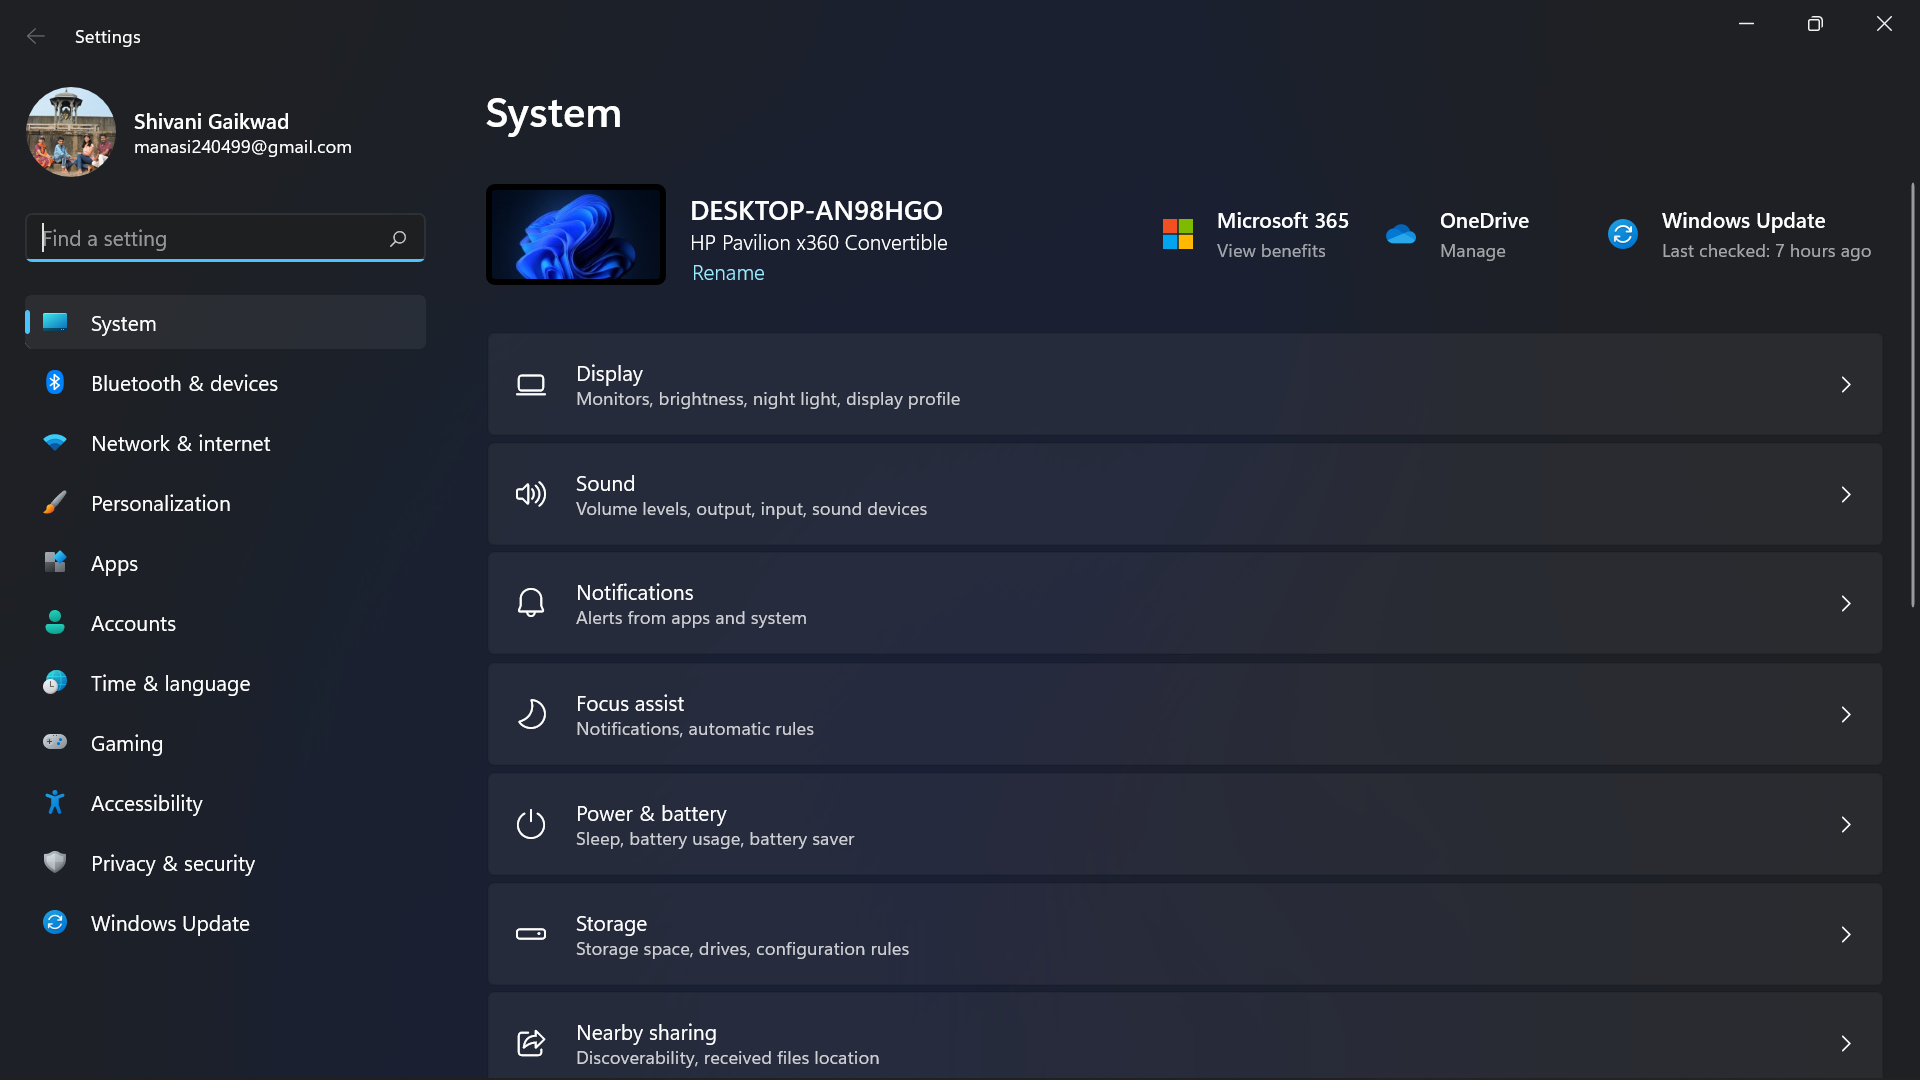 Settings
Shivani Gaikwad
manasi240499@gmail.com
Find a setting
System
Bluetooth & devices
Network & internet
Personalization
Apps
Accounts
Time & language
Gaming
Accessibility
Privacy & security
Windows Update
System
DESKTOP-AN98HGO
HP Pavilion x360 Convertible
Rename
Microsoft 365
View benefits
OneDrive
Manage
Windows Update
Last checked: 7 hours ago
Display
Monitors, brightness, night light, display profile
Sound
Volume levels, output, input, sound devices
Notifications
Alerts from apps and system
Focus assist
Notifications, automatic rules
Power & battery
Sleep, battery usage, battery saver
Storage
Storage space, drives, configuration rules
Nearby sharing
Discoverability, received files location